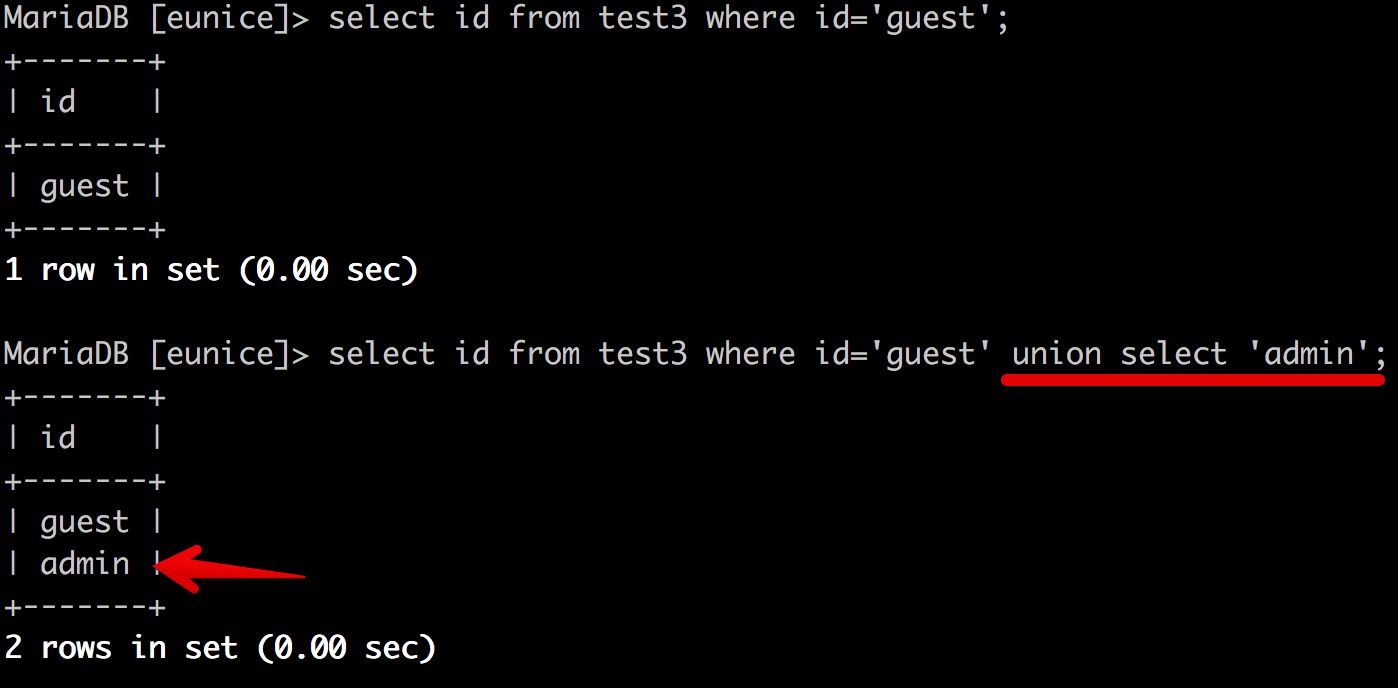 MariaDB [eunice]> select id from test3 where id='guest';
+-------+
| id    |
+-------+
| guest |
+-------+
1 row in set (0.00 sec)
MariaDB [eunice]> select id from test3 where id='guest' union select 'admin';
+-------+
| id    |
+-------+
| guest |
| admin |
+-------+
2 rows in set (0.00 sec)